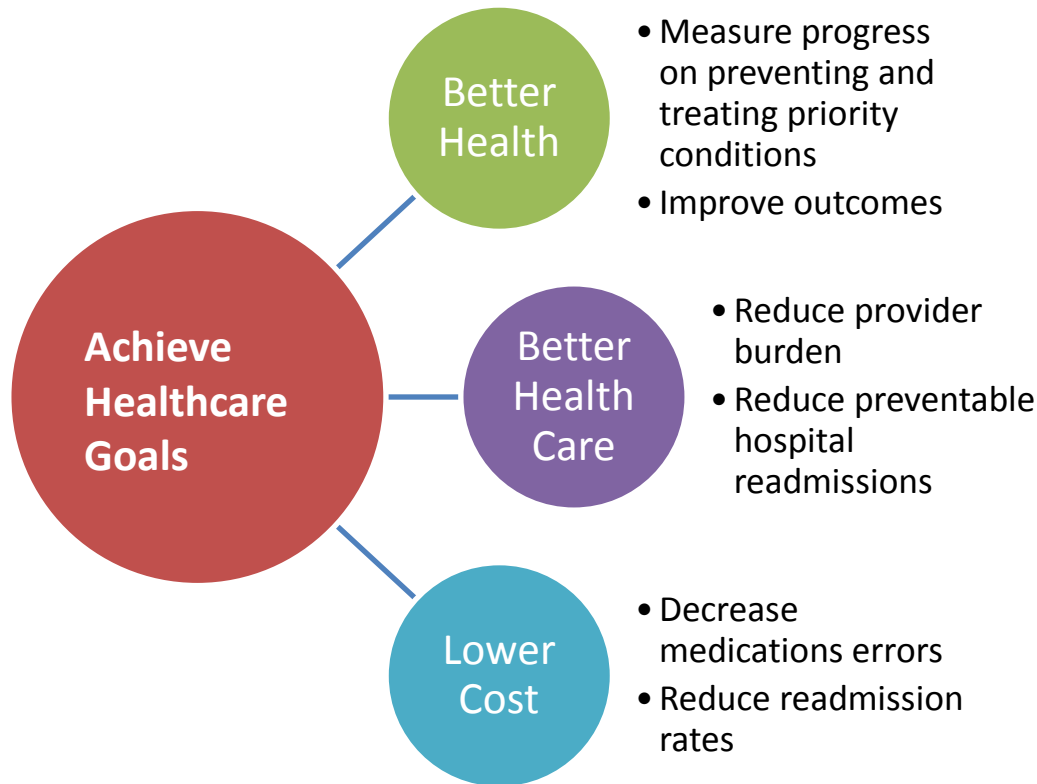 Achieve
Healthcare
Goals
Better
Health
• Measure progress
on preventing and
treating priority
conditions
• Improve outcomes
Better
Health
Care
• Reduce provider
burden
• Reduce preventable
hospital
readmissions
Lower
Cost
• Decrease
medications errors
• Reduce readmission
rates